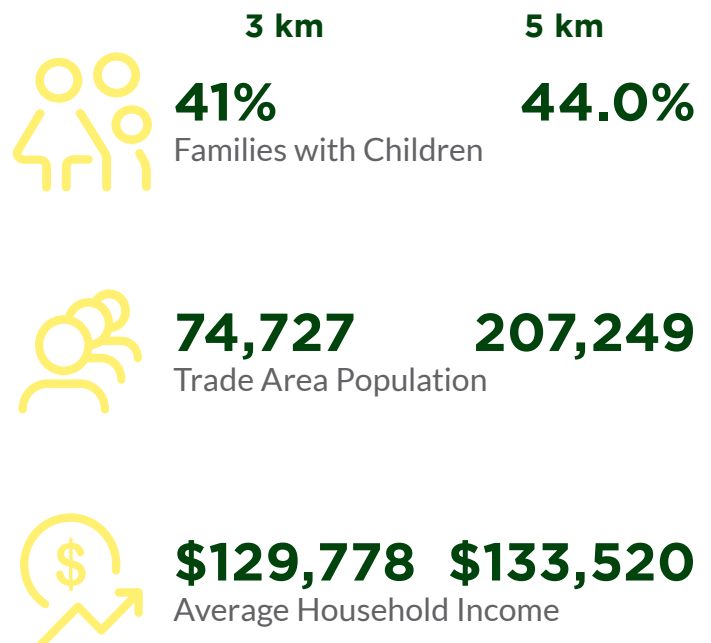 3 km 5 km
41% 44.0%
Families with Children
74,727 207,249
Trade Area Population
$
$129,778 $133,520
Average Household Income